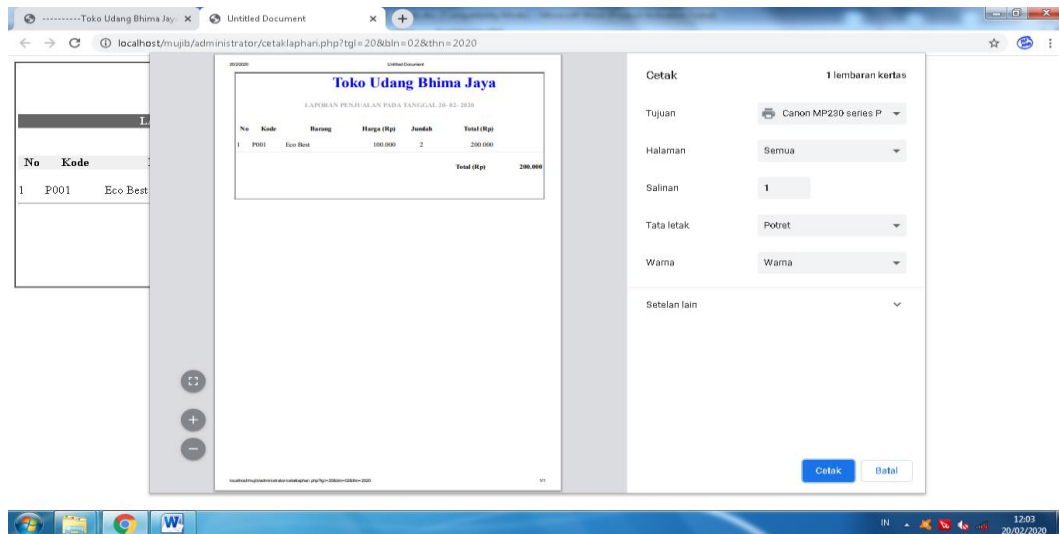 ----------Toko Udang Bhima Jay
Untitled Document
localhost/mujib/administrator/cetaklaphari.php?tgl=20&bln=02&thn=2020
No Kode
1 P001 Eco Best
20/2/2020 Untitled Document
Toko Udang Bhima Jaya
LAPORAN PENJUALAN PADA TANGGAL 20- 02- 2020
No Kode Barang Harga (Rp) Jumlah Total (Rp)
1 P001 Eco Best 100.000 2 200.000
Total (Rp) 200.000
localhost/mujib/administrator/cetaklaphari.php?tgl=20&bln=02&thn=2020 1/1
Cetak 1 lembaran kertas
Tujuan Canon MP230 series P
Halaman Semua
Salinan 1
Tata letak Potret
Warna Warna
Setelan lain
Cetak Batal
IN 12:03
20/02/2020